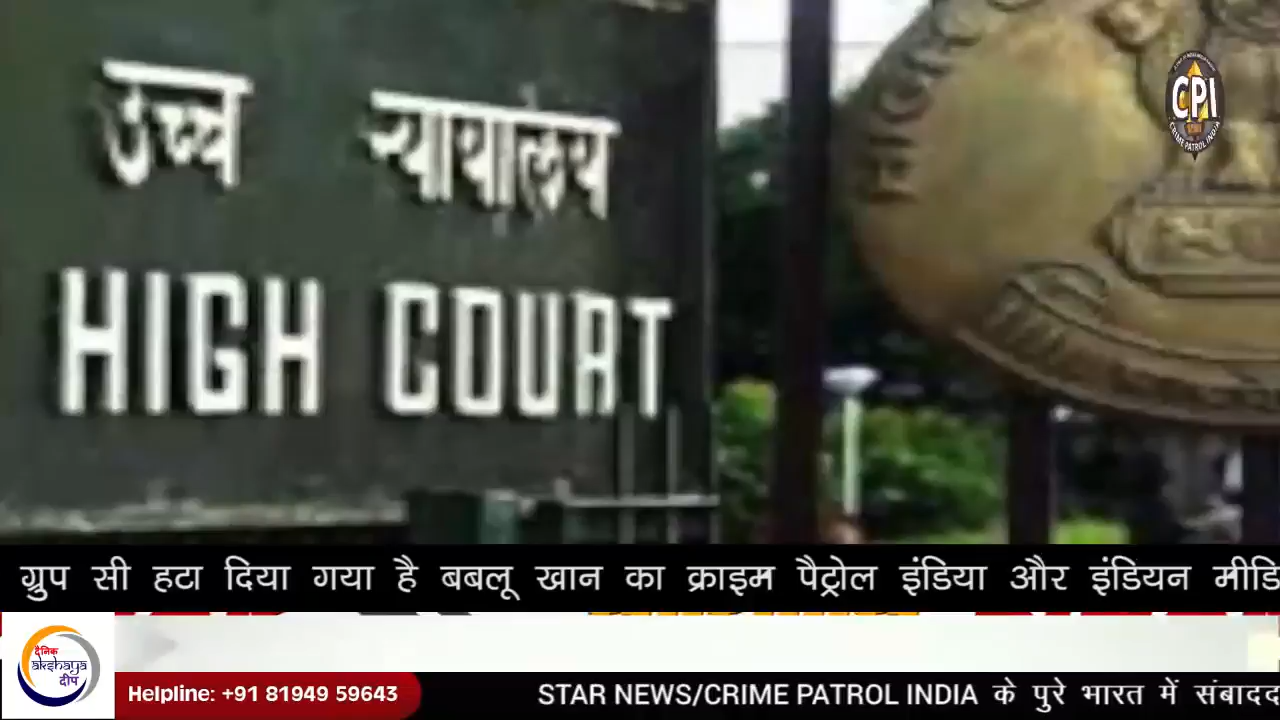 उच्च न्यायालय
HIGH COURT
CPI
CRIME PATROL INDIA
ग्रुप सी हटा दिया गया है बबलू खान का क्राइम पैट्रोल इंडिया और इंडियन मीडि
दैनिक
akshaya
दीप
Helpline: +91 81949 59643
STAR NEWS/CRIME PATROL INDIA के पुरे भारत में संबादद